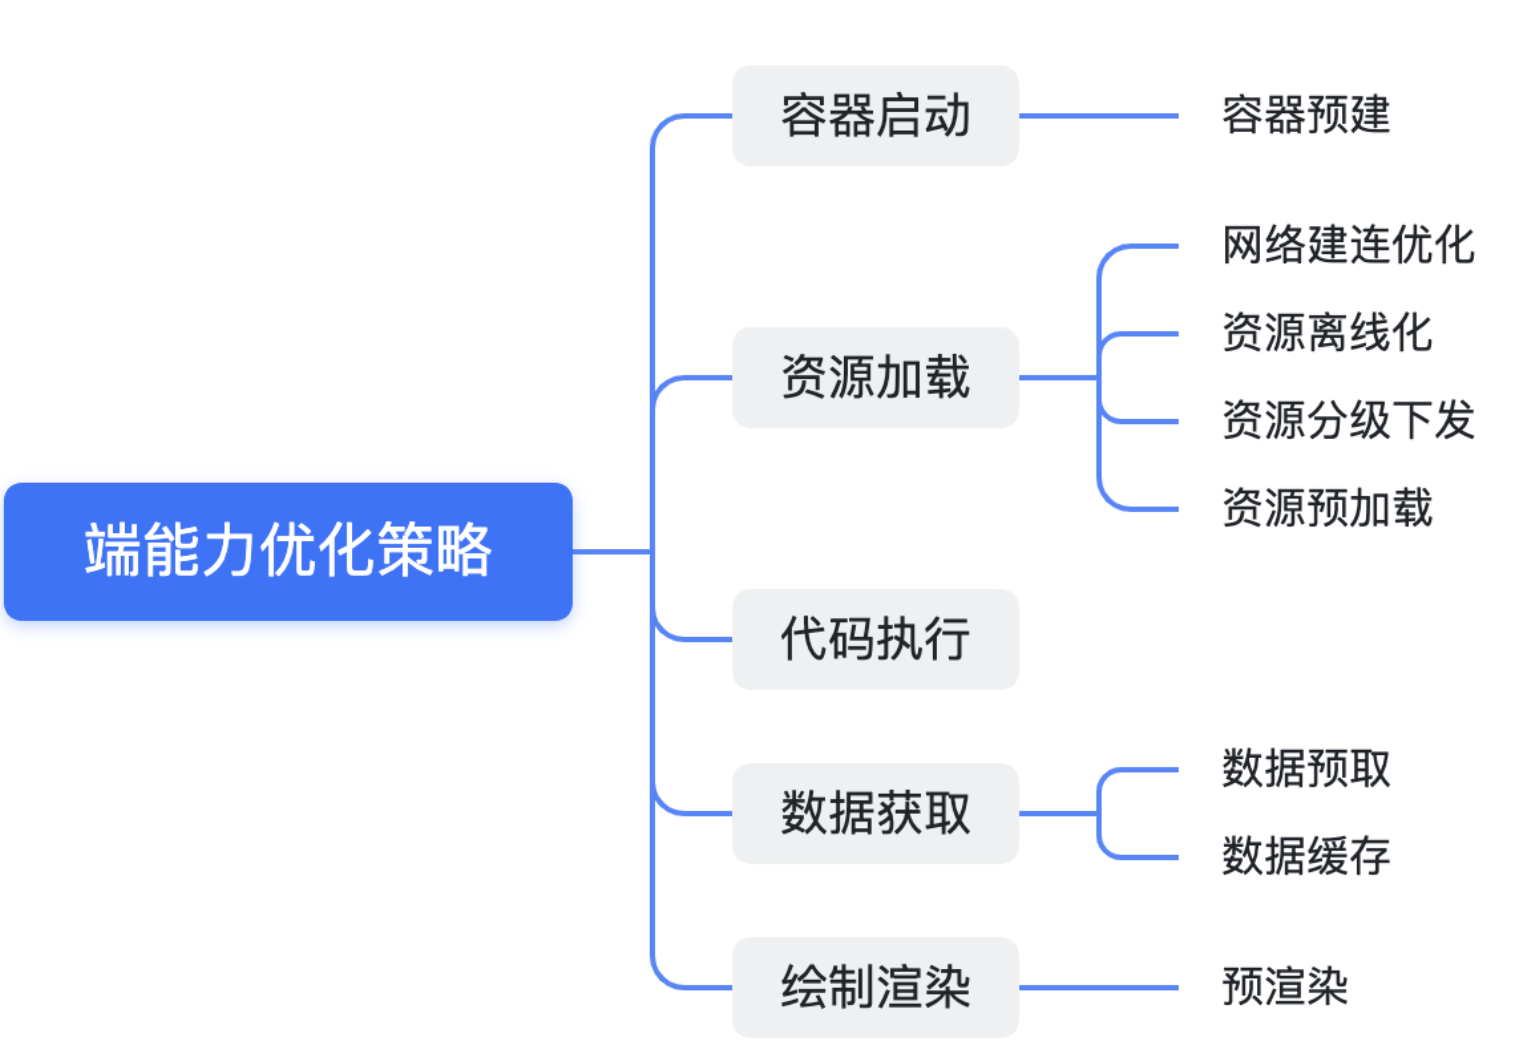 端能力优化策略
容器启动
容器预建
资源加载
网络建连优化
资源离线化
资源分级下发
资源预加载
代码执行
数据获取
数据预取
数据缓存
绘制渲染
预渲染